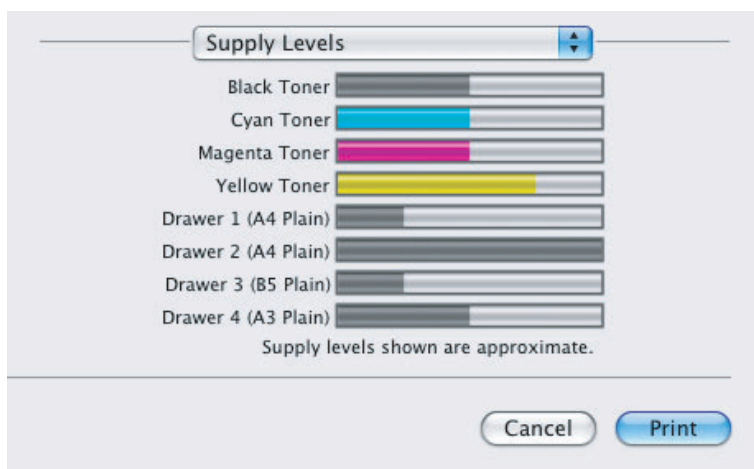 Supply Levels
Black Toner
Cyan Toner
Magenta Toner
Yellow Toner
Drawer 1 (A4 Plain)
Drawer 2 (A4 Plain)
Drawer 3 (B5 Plain)
Drawer 4 (A3 Plain)
Supply levels shown are approximate.
Cancel
Print